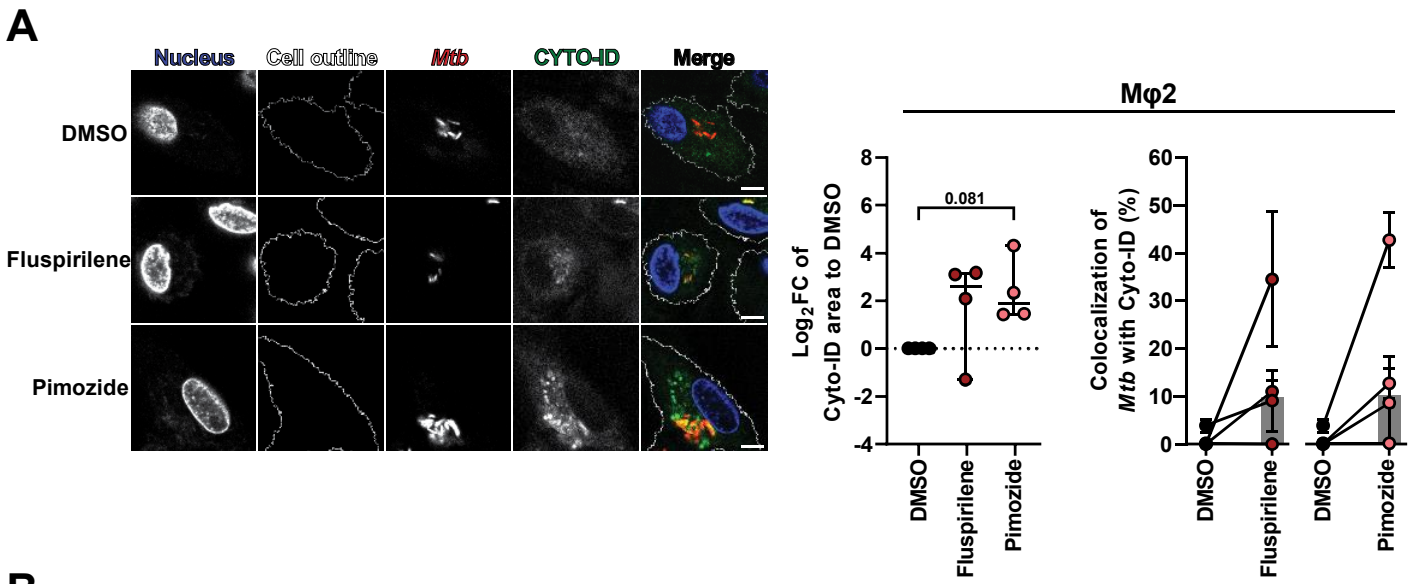 A
Nucleus Cell outline Mtb CYTO-ID Merge
DMSO
Fluspirilene
Pimozide
Mφ2
Log2FC of
Cyto-ID area to DMSO
8
6
4
2
0
-2
-4
0.081
DMSO
Fluspirilene
Pimozide
Colocalization of
Mtb with Cyto-ID (%)
60
50
40
30
20
10
0
DMSO
Fluspirilene
DMSO
Pimozide